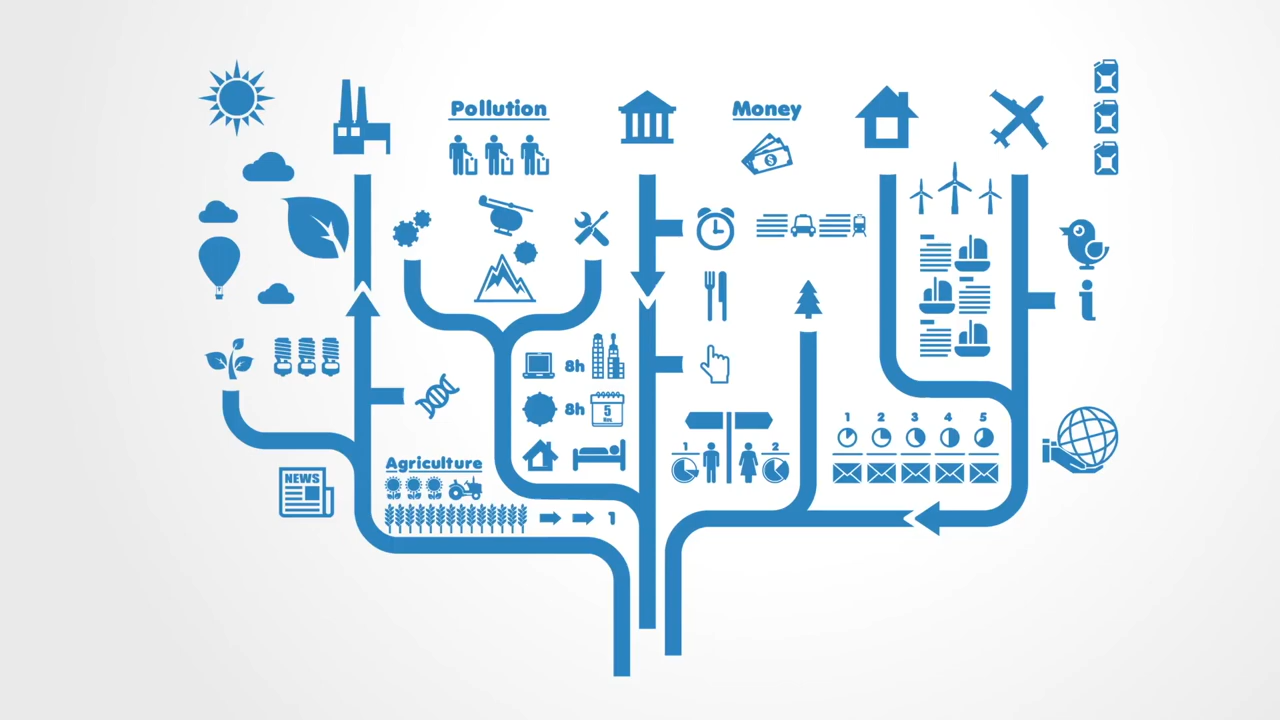 Pollution
Money
8h
8h
5
1 2 3 4 5
1 2
Agriculture
NEWS
1
i
$